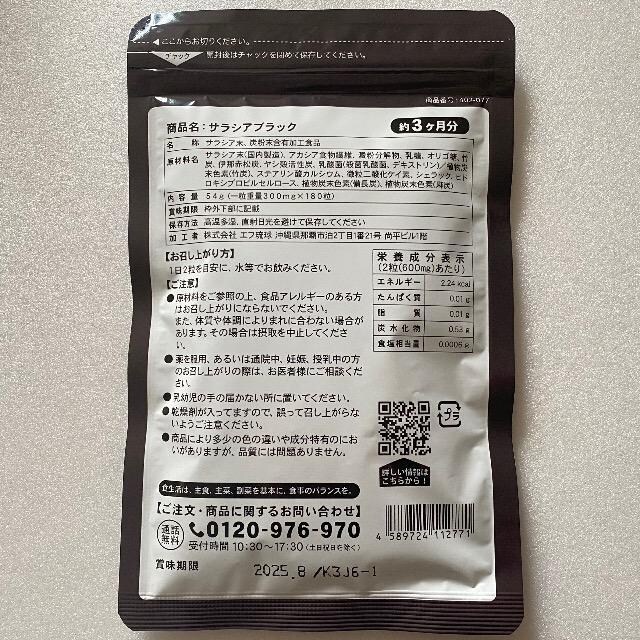 ここからお切りください。
チャック
開封後はチャックを閉めて保存してください。
商品番号:402-077
商品名:サラシアブラック
約3ヶ月分
名称 サラシア末、炭粉末含有加工食品
原材料名 サラシア末(国内製造)、アカシア食物繊維、澱粉分解物、乳糖、オリゴ糖、竹
炭、伊那赤松炭、ヤシ殻活性炭、乳酸菌(殺菌乳酸菌、デキストリン)/植物炭
末色素(竹炭)、ステアリン酸カルシウム、微粒二酸化ケイ素、シェラック、ヒド
ロキシプロピルセルロース、植物炭末色素(備長炭)、植物炭末色素(麻炭)
内容量 54g(一粒重量300mg×180粒)
賞味期限 枠外下部に記載
保存方法 高温多湿、直射日光を避けて保存してください
加工者 株式会社 エフ琉球 沖縄県那覇市泊2丁目1番21号 尚平ビル1階
【お召し上がり方】
1日2粒を目安に、水等でお飲みください。
【ご注意】
●原材料をご参照の上、食品アレルギーのある方
はお召し上がりにならないでください。
また、体質や体調によりまれに合わない場合が
あります。その場合は摂取を中止してください。
●薬を服用、あるいは通院中、妊娠、授乳中の方
のお召し上がりの際は、お医者様にご相談くだ
さい。
●乳幼児の手の届かない所に置いてください。
●乾燥剤が入ってますので、誤って召し上がらな
いようご注意ください。
●商品により多少の色の違いや成分特有のにお
いがありますが、品質には問題ありません。
栄養成分表示
(2粒(600mg)あたり)
エネルギー 2.24kcal
たんぱく質 0.01g
脂質 0.01g
炭水化物 0.53g
食塩相当量 0.0006g
プラ
詳しい情報は
こちらから!
食生活は、主食、主菜、副菜を基本に、食事のバランスを。
【ご注文・商品に関するお問い合わせ】
通話
無料
0120-976-970
受付時間 10:30~17:30(土日祝日を除く)
4 589724 112771
賞味期限 2025.8 /K3J6-1